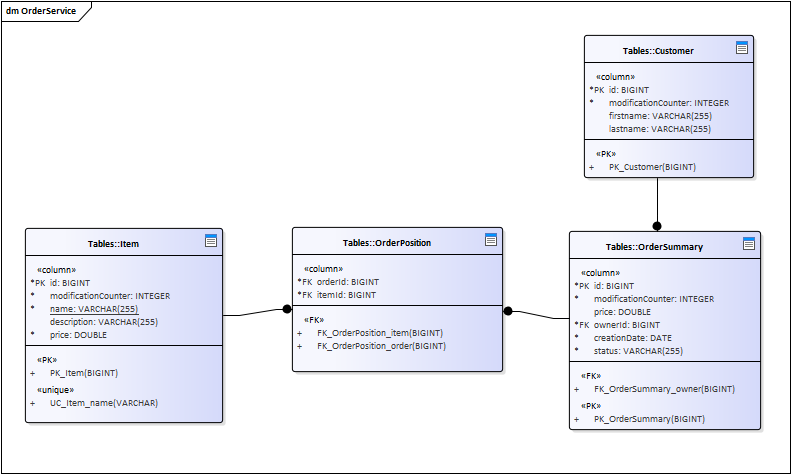 dm OrderService
Tables::Customer
«column»
*PK id: BIGINT
* modificationCounter: INTEGER
firstname: VARCHAR(255)
lastname: VARCHAR(255)
«PK»
+ PK_Customer(BIGINT)
Tables::Item
«column»
*PK id: BIGINT
* modificationCounter: INTEGER
* name: VARCHAR(255)
description: VARCHAR(255)
* price: DOUBLE
«PK»
+ PK_Item(BIGINT)
«unique»
+ UC_Item_name(VARCHAR)
Tables::OrderPosition
«column»
*FK orderId: BIGINT
*FK itemId: BIGINT
«FK»
+ FK_OrderPosition_item(BIGINT)
+ FK_OrderPosition_order(BIGINT)
Tables::OrderSummary
«column»
*PK id: BIGINT
* modificationCounter: INTEGER
price: DOUBLE
*FK ownerId: BIGINT
* creationDate: DATE
* status: VARCHAR(255)
«FK»
+ FK_OrderSummary_owner(BIGINT)
«PK»
+ PK_OrderSummary(BIGINT)